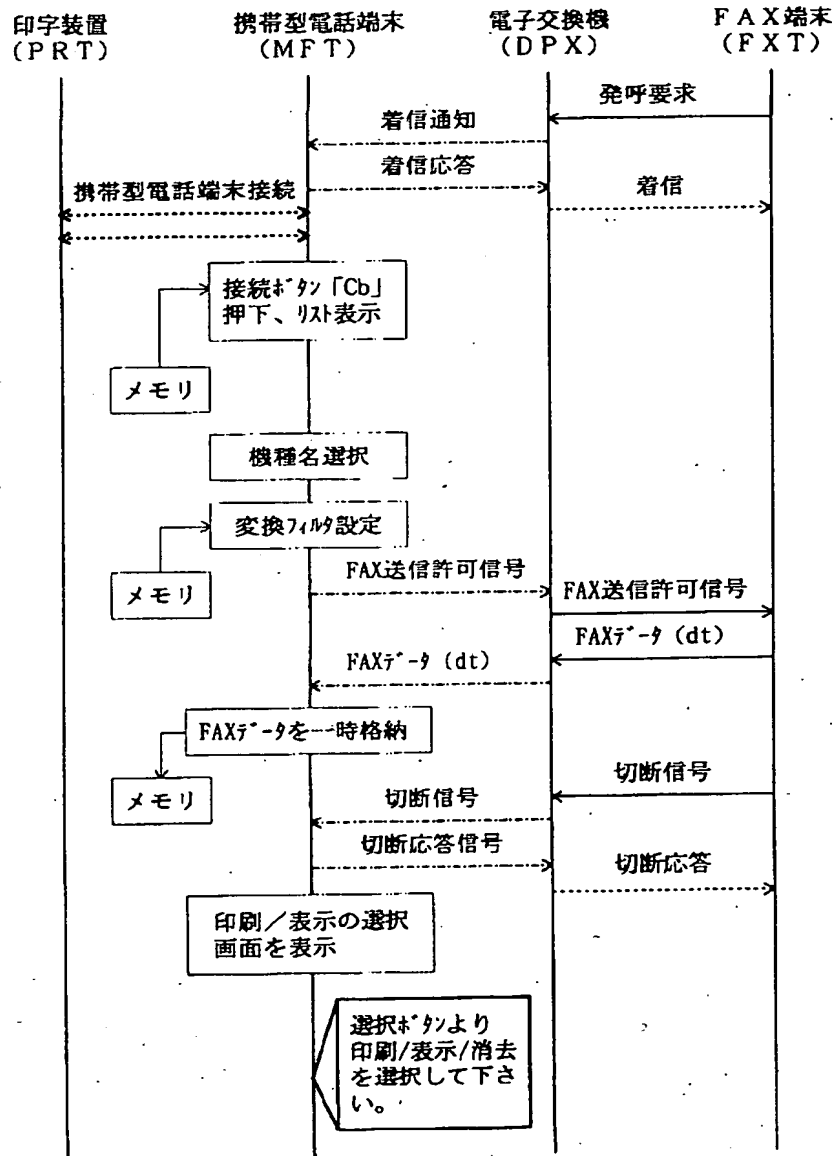 印字装置
(PRT)
携帯型電話端末
(MFT)
電子交換機
(DPX)
FAX端末
(FXT)
発呼要求
着信通知
着信応答
着信
携帯型電話端末接続
接続ボタン「Cb」
押下、リスト表示
メモリ
機種名選択
変換フィルタ設定
メモリ
FAX送信許可信号
FAX送信許可信号
FAXデータ (dt)
FAXデータ (dt)
FAXデータを一時格納
メモリ
切断信号
切断信号
切断応答信号
切断応答
印刷/表示の選択
画面を表示
選択ボタンより
印刷/表示/消去
を選択して下さ
い。